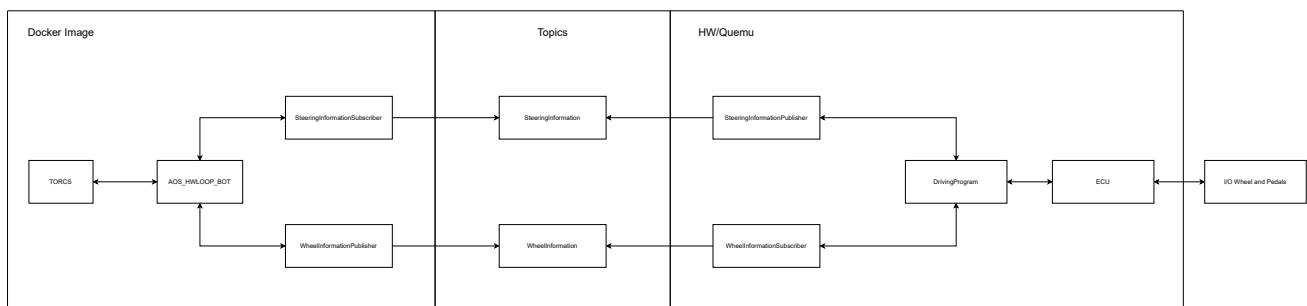 Docker Image
Topics
HW/Quemu
SteeringInformationSubscriber
SteeringInformation
SteeringInformationPublisher
TORCS
AOS_HWLOOP_BOT
DrivingProgram
ECU
I/O Wheel and Pedals
WheelInformationPublisher
WheelInformation
WheelInformationSubscriber